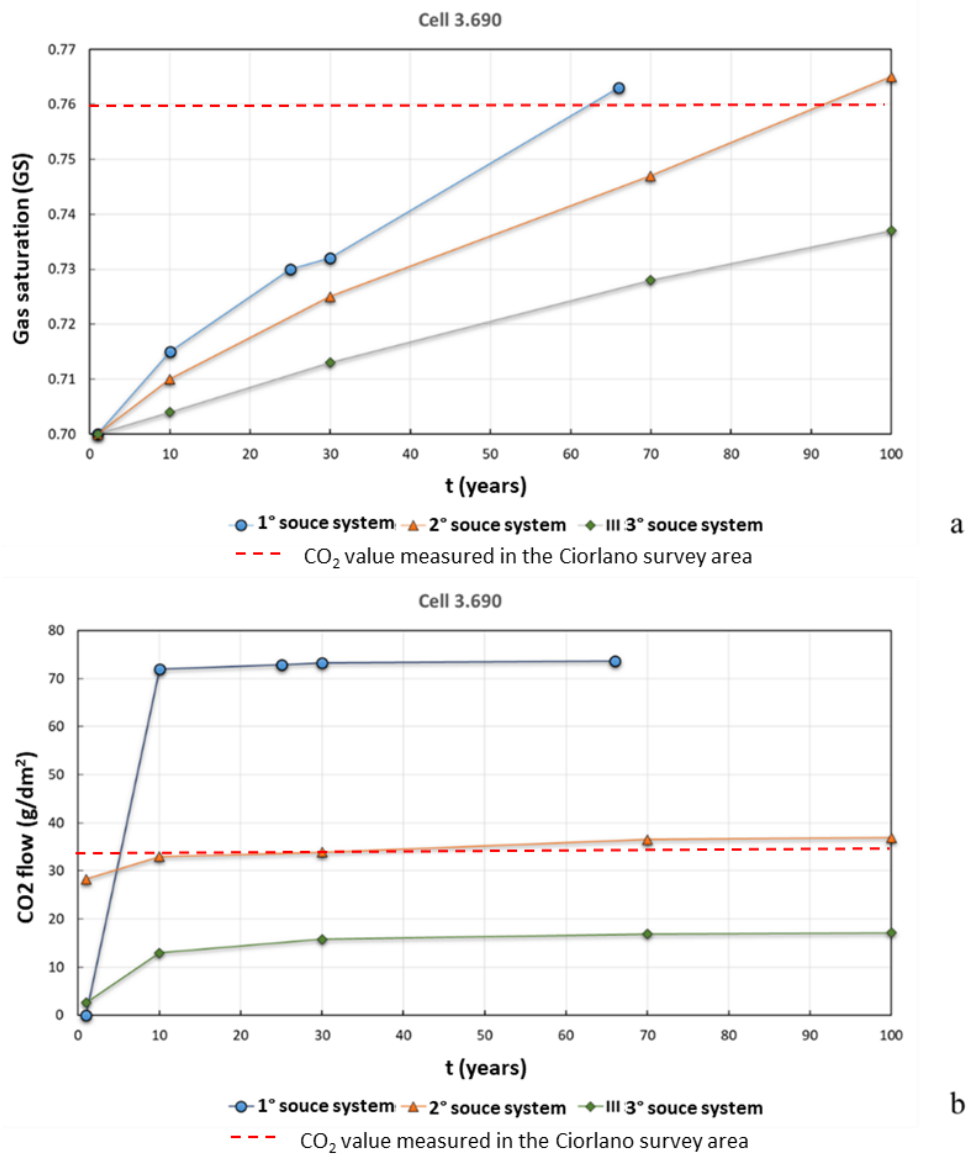 Cell 3.690
0.77
0.76
0.75
0.74
0.73
0.72
0.71
0.70
Gas saturation (GS)
0 10 20 30 40 50 60 70 80 90 100
t (years)
1° souce system 2° souce system III 3° souce system
CO₂ value measured in the Ciorlano survey area
a
Cell 3.690
80
70
60
50
40
30
20
10
0
CO2 flow (g/dm²)
0 10 20 30 40 50 60 70 80 90 100
t (years)
1° souce system 2° souce system III 3° souce system
CO₂ value measured in the Ciorlano survey area
b